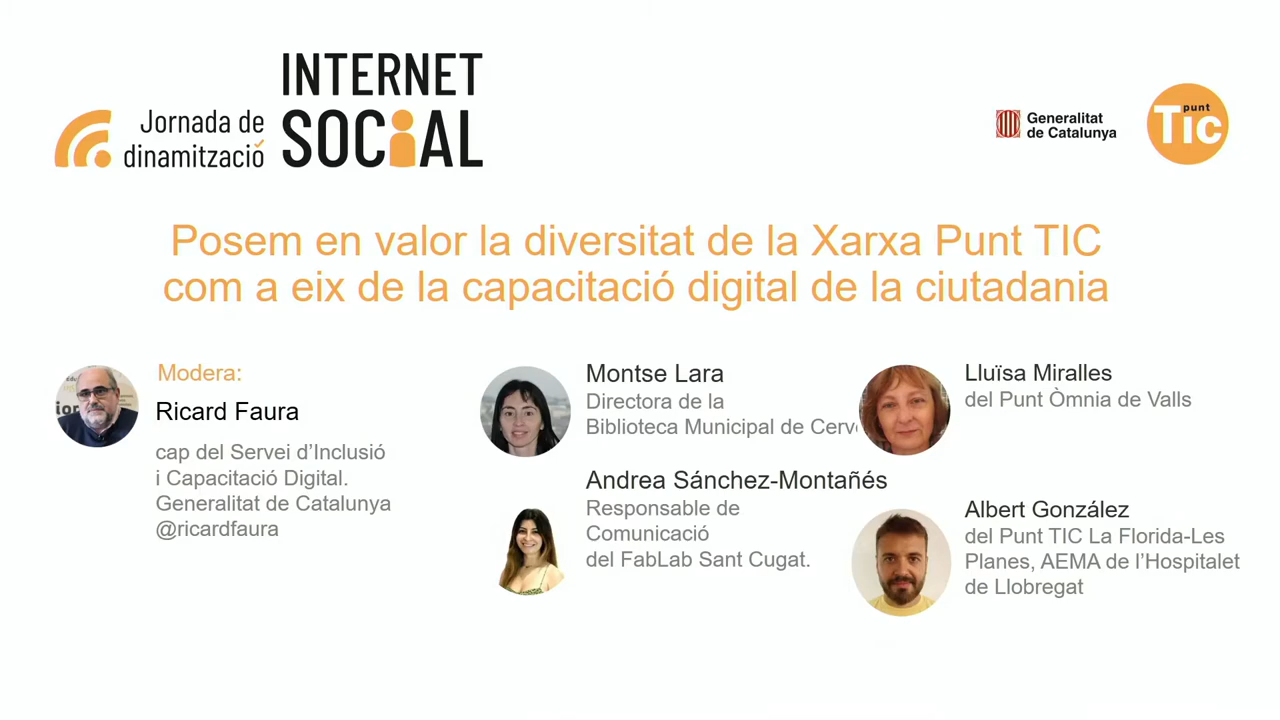 Jornada de
dinamització
INTERNET
SOCiAL
Generalitat
de Catalunya
punt
Tic
Posem en valor la diversitat de la Xarxa Punt TIC
com a eix de la capacitació digital de la ciutadania
Modera:
Ricard Faura
cap del Servei d’Inclusió
i Capacitació Digital.
Generalitat de Catalunya
@ricardfaura
Montse Lara
Directora de la
Biblioteca Municipal de
Andrea Sánchez-Montañés
Responsable de
Comunicació
del FabLab Sant Cugat.
Lluïsa Miralles
del Punt Òmnia de Valls
Albert González
del Punt TIC La Florida-Les
Planes, AEMA de l’Hospitalet
de Llobregat